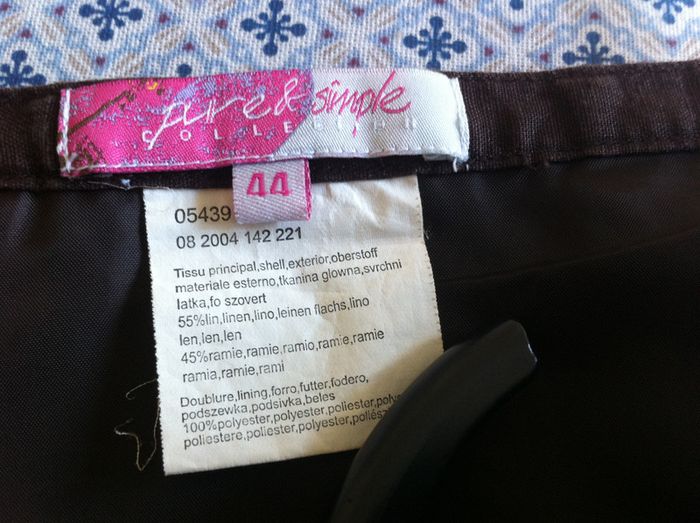 pure & simple
COLLECTION
44
05439
08 2004 142 221
Tissu principal,shell,exterior,oberstoff
materiale esterno,tkanina glowna,svrchni
latka,fo szovert
55%lin,linen,lino,leinen flachs,lino
len,len,len
45%ramie,ramie,ramio,ramie,ramie
ramia,ramie,rami
Doublure,lining,forro,futter,fodero,
podszewka,podsivka,beles
100%polyester,polyester,poliester,
poliestere,poliester,polyester,